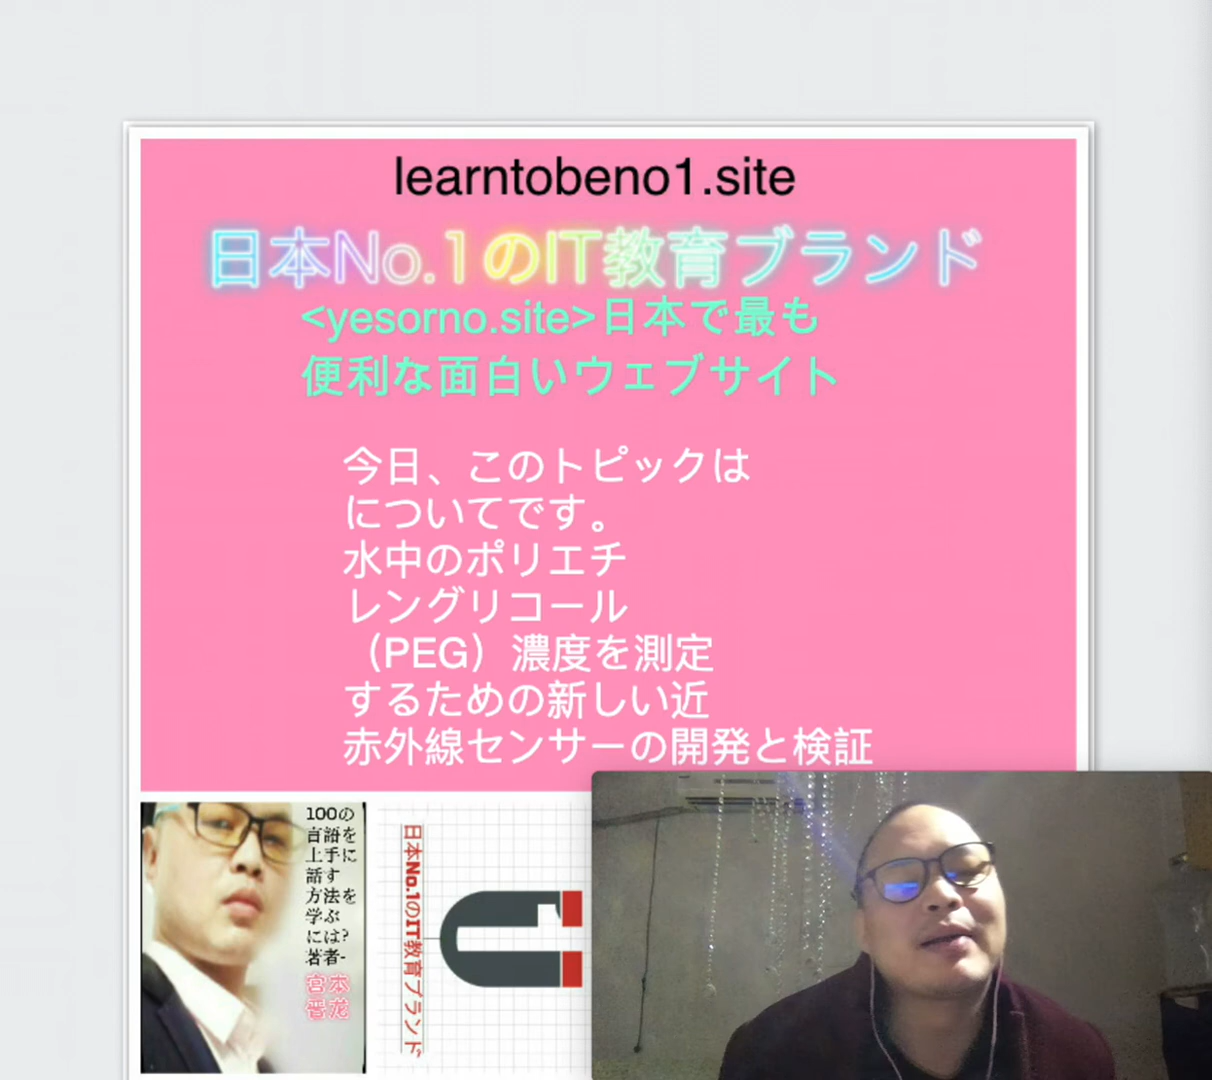 learntobeno1.site
日本No.1のIT教育ブランド
<yesorno.site>日本で最も
便利な面白いウェブサイト
今日、このトピックは
についてです。
水中のポリエチ
レングリコール
（PEG）濃度を測定
するための新しい近
赤外線センサーの開発と検証
100の
言語を
上手に
話す
方法を
学ぶ
には?
著者-
宮本
晋龙
日本No.1のIT教育ブランド